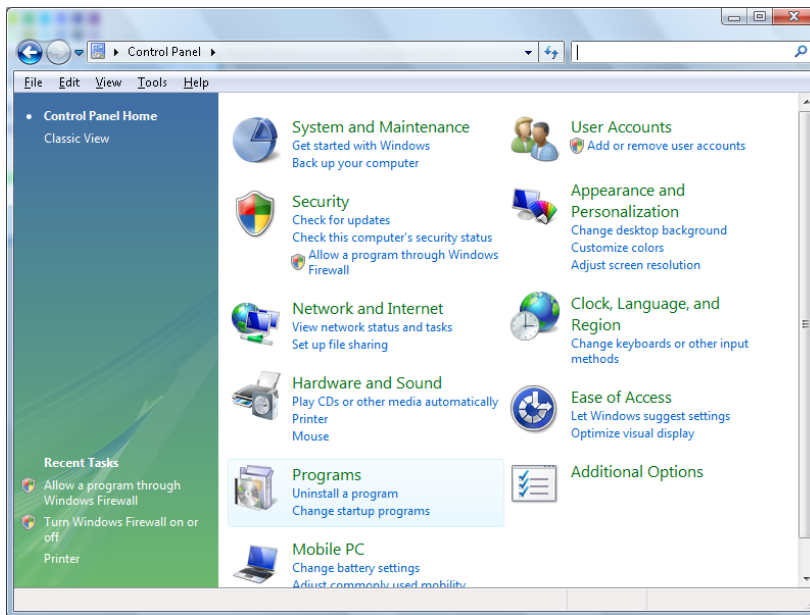 Control Panel
File Edit View Tools Help
Control Panel Home
Classic View
Recent Tasks
Allow a program through
Windows Firewall
Turn Windows Firewall on or
off
Printer
System and Maintenance
Get started with Windows
Back up your computer
Security
Check for updates
Check this computer's security status
Allow a program through Windows
Firewall
Network and Internet
View network status and tasks
Set up file sharing
Hardware and Sound
Play CDs or other media automatically
Printer
Mouse
Programs
Uninstall a program
Change startup programs
Mobile PC
Change battery settings
Adjust commonly used mobility
User Accounts
Add or remove user accounts
Appearance and
Personalization
Change desktop background
Customize colors
Adjust screen resolution
Clock, Language, and
Region
Change keyboards or other input
methods
Ease of Access
Let Windows suggest settings
Optimize visual display
Additional Options